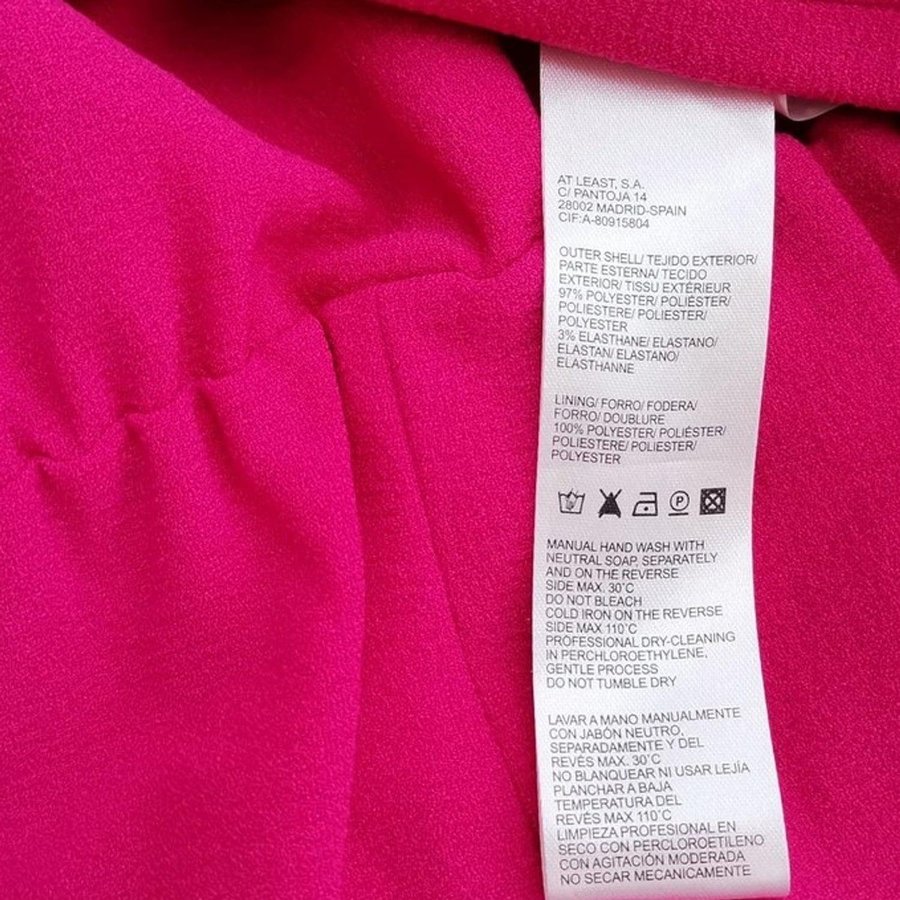 AT LEAST, S.A.
C/ PANTOJA 14
28002 MADRID-SPAIN
CIF:A-80915804
OUTER SHELL/ TEJIDO EXTERIOR/
PARTE ESTERNA/ TECIDO
EXTERIOR/ TISSU EXTÉRIEUR
97% POLYESTER/ POLIÉSTER/
POLIESTERE/ POLIESTER/
POLYESTER
3% ELASTHANE/ ELASTANO/
ELASTAN/ ELASTANO/
ELASTHANNE
LINING/ FORRO/ FODERA/
FORRO/ DOUBLURE
100% POLYESTER/ POLIÉSTER/
POLIESTERE/ POLIESTER/
POLYESTER
P
MANUAL HAND WASH WITH
NEUTRAL SOAP, SEPARATELY
AND ON THE REVERSE
SIDE MAX. 30°C
DO NOT BLEACH
COLD IRON ON THE REVERSE
SIDE MAX 110°C
PROFESSIONAL DRY-CLEANING
IN PERCHLOROETHYLENE,
GENTLE PROCESS
DO NOT TUMBLE DRY
LAVAR A MANO MANUALMENTE
CON JABÓN NEUTRO,
SEPARADAMENTE Y DEL
REVÉS MAX. 30°C
NO BLANQUEAR NI USAR LEJÍA
PLANCHAR A BAJA
TEMPERATURA DEL
REVÉS MAX 110°C
LIMPIEZA PROFESIONAL EN
SECO CON PERCLOROETILENO
CON AGITACIÓN MODERADA
NO SECAR MECANICAMENTE